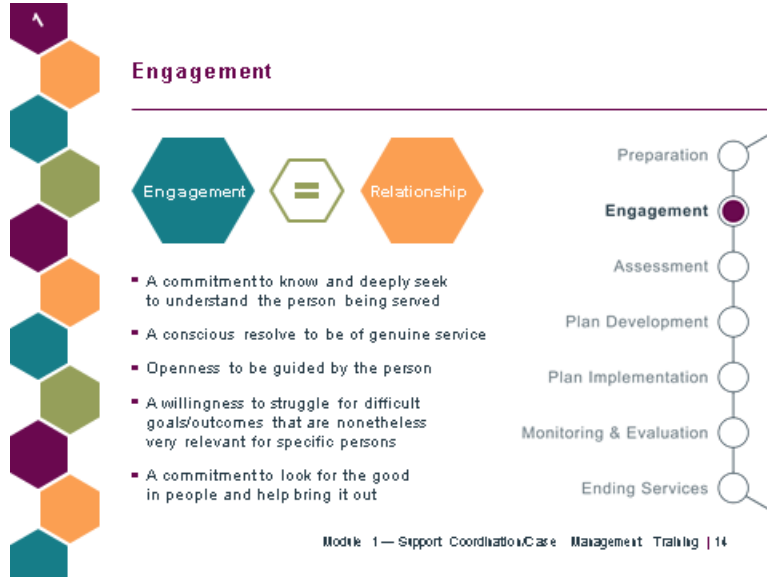 1
Engagement
Engagement = Relationship
A commitment to know and deeply seek
to understand the person being served
A conscious resolve to be of genuine service
Openness to be guided by the person
A willingness to struggle for difficult
goals/outcomes that are nonetheless
very relevant for specific persons
A commitment to look for the good
in people and help bring it out
Preparation
Engagement
Assessment
Plan Development
Plan Implementation
Monitoring & Evaluation
Ending Services
Module 1 — Support Coordination/Case Management Training | 14